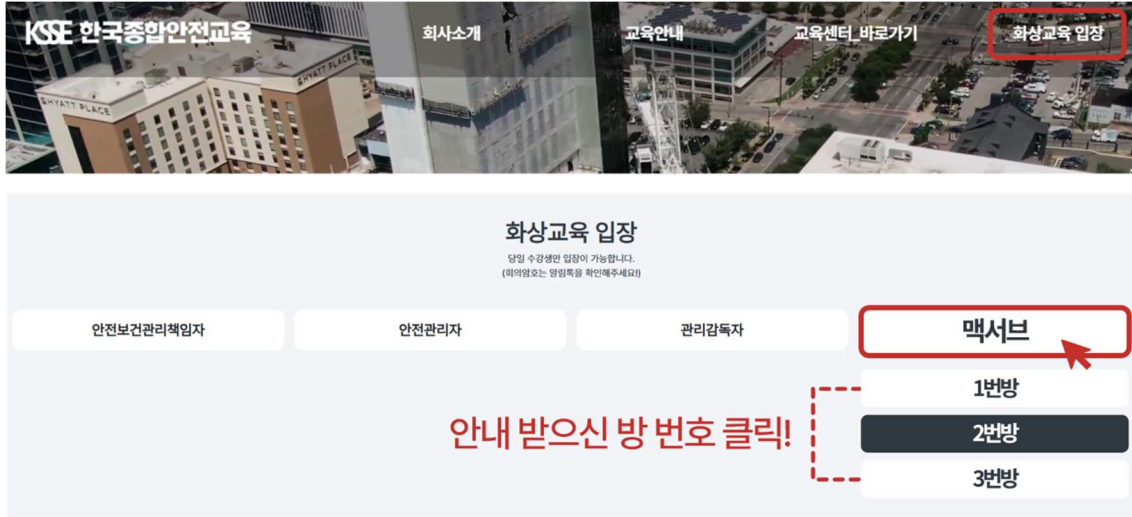 KSSE 한국종합안전교육
회사소개
교육안내
교육센터 바로가기
화상교육 입장
HYATT PLACE
HYATT PLACE
화상교육 입장
당일 수강생만 입장이 가능합니다.
(회의암호는 알림톡을 확인해주세요!)
안전보건관리책임자
안전관리자
관리감독자
맥서브
1번방
안내 받으신 방 번호 클릭!
2번방
3번방